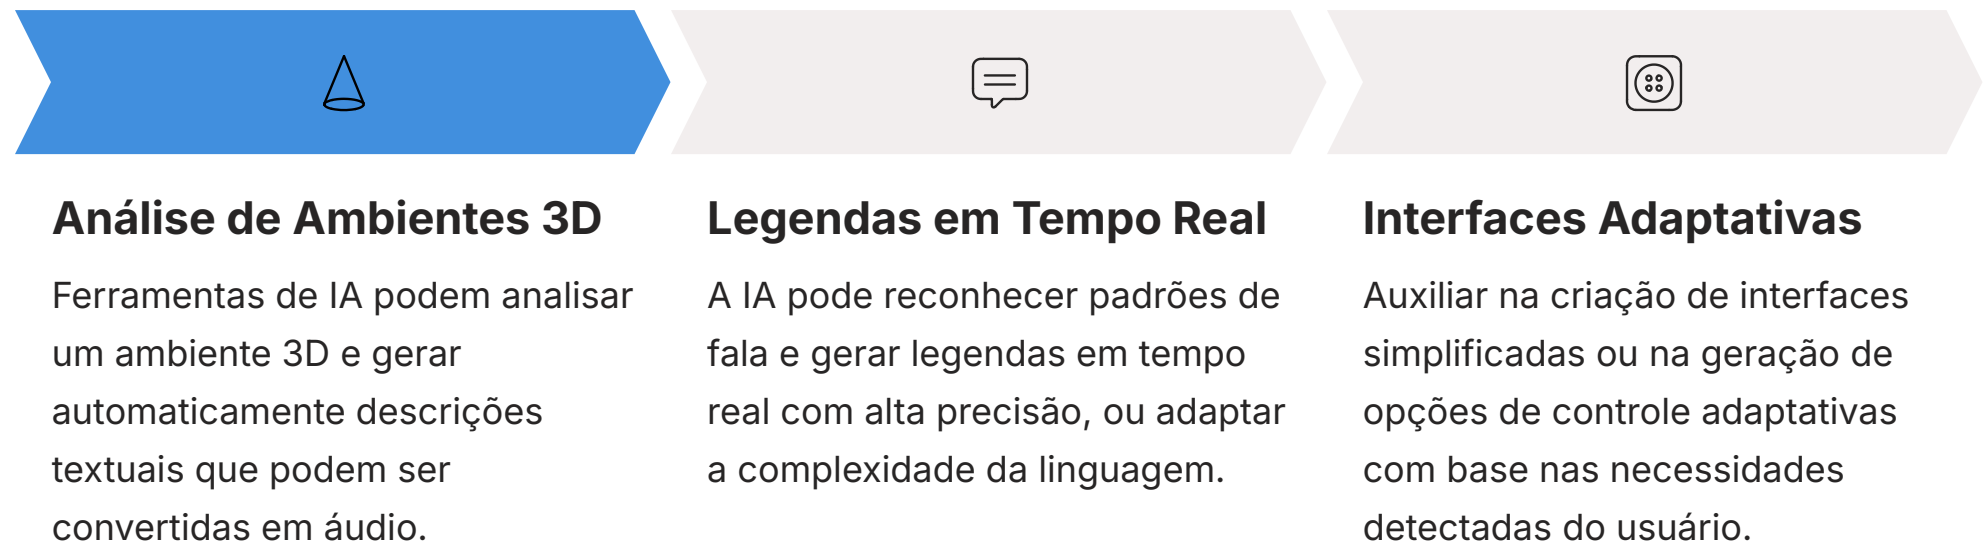 Análise de Ambientes 3D
Ferramentas de IA podem analisar
um ambiente 3D e gerar
automaticamente descrições
textuais que podem ser
convertidas em áudio.
Legendas em Tempo Real
A IA pode reconhecer padrões de
fala e gerar legendas em tempo
real com alta precisão, ou adaptar
a complexidade da linguagem.
Interfaces Adaptativas
Auxiliar na criação de interfaces
simplificadas ou na geração de
opções de controle adaptativas
com base nas necessidades
detectadas do usuário.